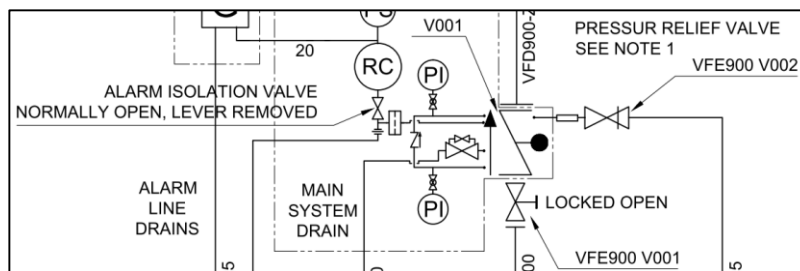 V001
PRESSUR RELIEF VALVE
SEE NOTE 1
20
VFE900 V002
RC
PI
ALARM ISOLATION VALVE
NORMALLY OPEN, LEVER REMOVED
ALARM
LINE
DRAINS
MAIN
SYSTEM
DRAIN
PI
LOCKED OPEN
VFE900 V001